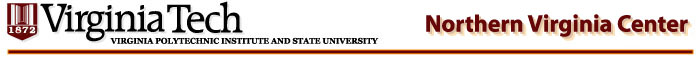 1872
Virginia Tech
VIRGINIA POLYTECHNIC INSTITUTE AND STATE UNIVERSITY
Northern Virginia Center